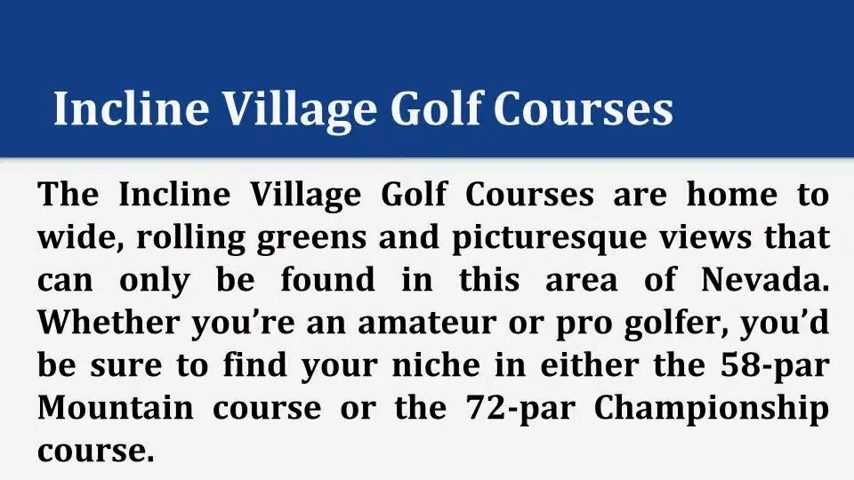 Incline Village Golf Courses
The Incline Village Golf Courses are home to
wide, rolling greens and picturesque views that
can only be found in this area of Nevada.
Whether you’re an amateur or pro golfer, you’d
be sure to find your niche in either the 58-par
Mountain course or the 72-par Championship
course.